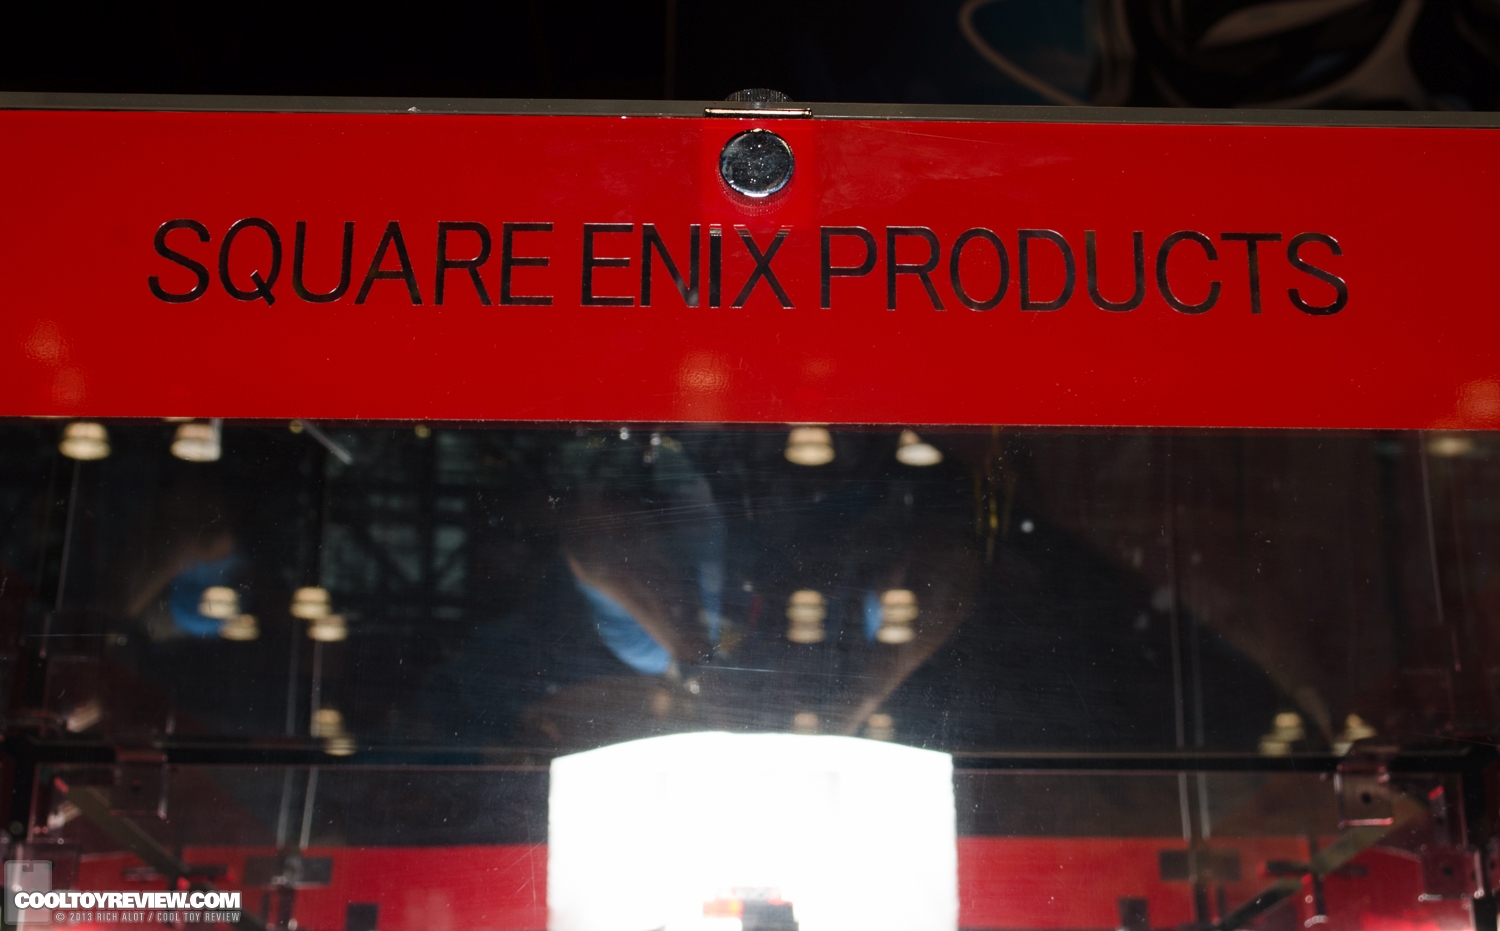 SQUARE ENIX PRODUCTS
COOLTOYREVIEW.COM
© 2013 RICH ALOT / COOL TOY REVIEW